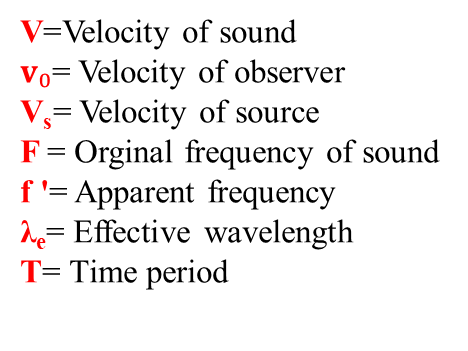 V=Velocity of sound
v₀= Velocity of observer
Vₛ= Velocity of source
F = Orginal frequency of sound
f '= Apparent frequency
λₑ= Effective wavelength
T= Time period